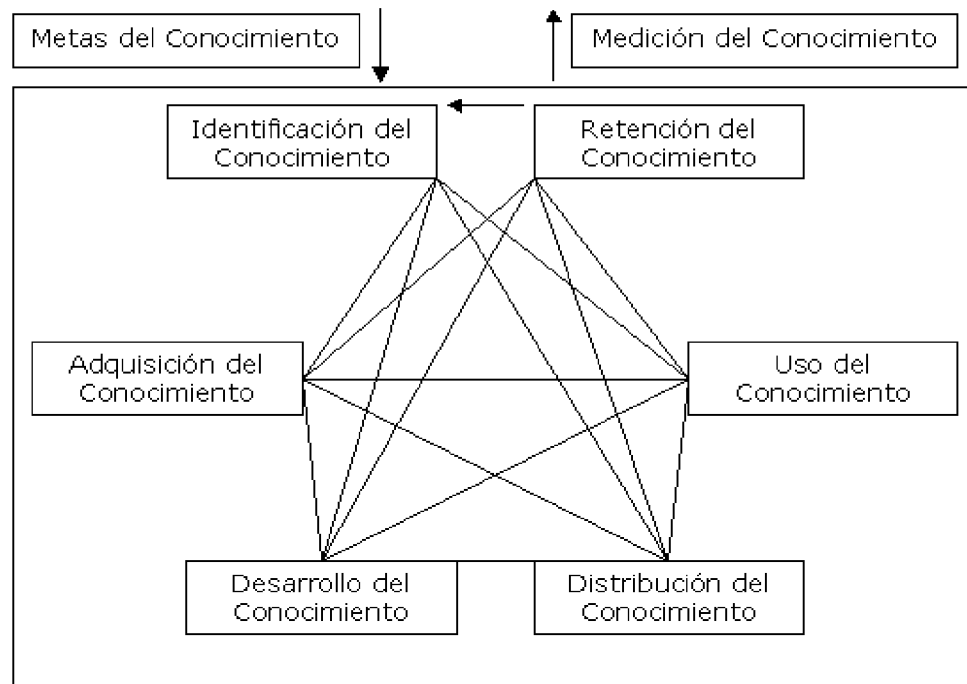 Metas del Conocimiento
Medición del Conocimiento
Identificación del
Conocimiento
Retención del
Conocimiento
Adquisición del
Conocimiento
Uso del
Conocimiento
Desarrollo del
Conocimiento
Distribución del
Conocimiento